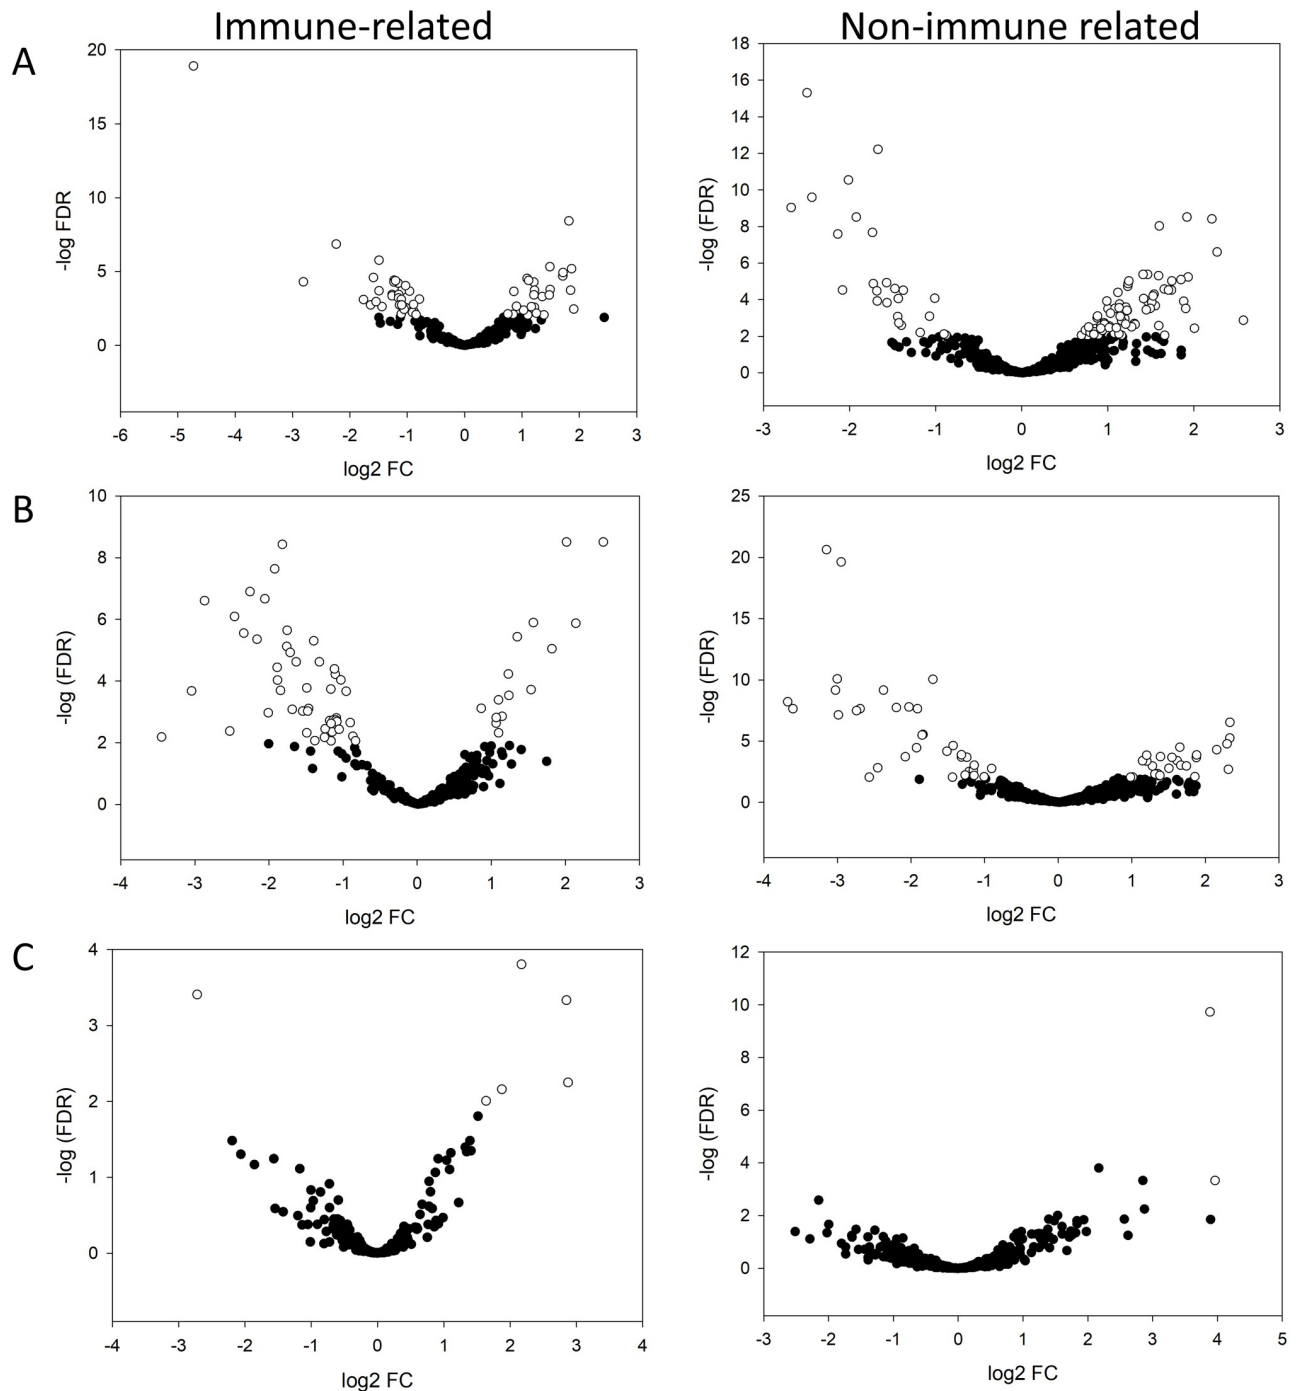 Immune-related
Non-immune related
A
20
15
10
5
0
-log FDR
-6 -5 -4 -3 -2 -1 0 1 2 3
log2 FC
18
16
14
12
10
8
6
4
2
0
-log (FDR)
-3 -2 -1 0 1 2 3
log2 FC
B
10
8
6
4
2
0
-log (FDR)
-4 -3 -2 -1 0 1 2 3
log2 FC
25
20
15
10
5
0
-log (FDR)
-4 -3 -2 -1 0 1 2 3
log2 FC
C
4
3
2
1
0
-log (FDR)
-4 -3 -2 -1 0 1 2 3 4
log2 FC
12
10
8
6
4
2
0
-log (FDR)
-3 -2 -1 0 1 2 3 4 5
log2 FC